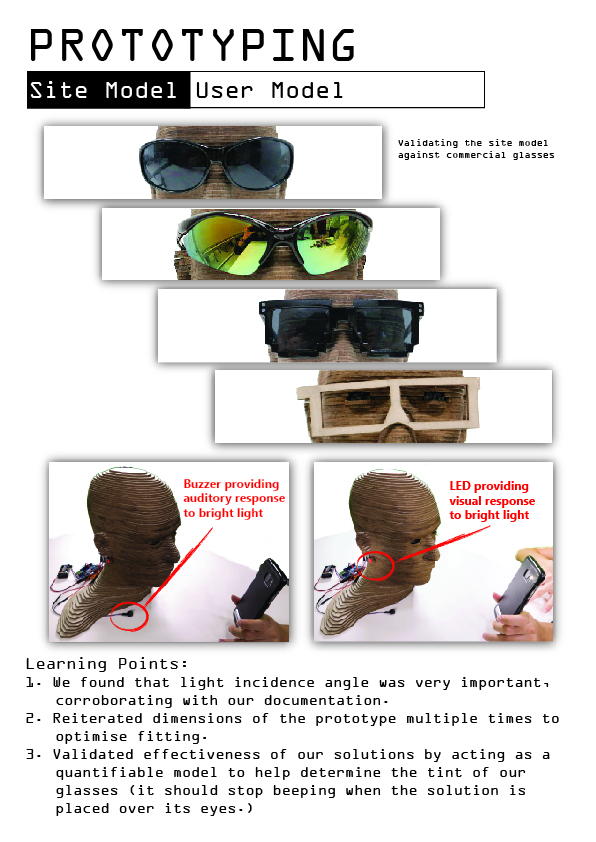 PROTOTYPING
Site Model User Model
Validating the site model
against commercial glasses
Buzzer providing
auditory response
to bright light
LED providing
visual response
to bright light
Learning Points:
1. We found that light incidence angle was very important,
corroborating with our documentation.
2. Reiterated dimensions of the prototype multiple times to
optimise fitting.
3. Validated effectiveness of our solutions by acting as a
quantifiable model to help determine the tint of our
glasses (it should stop beeping when the solution is
placed over its eyes.)